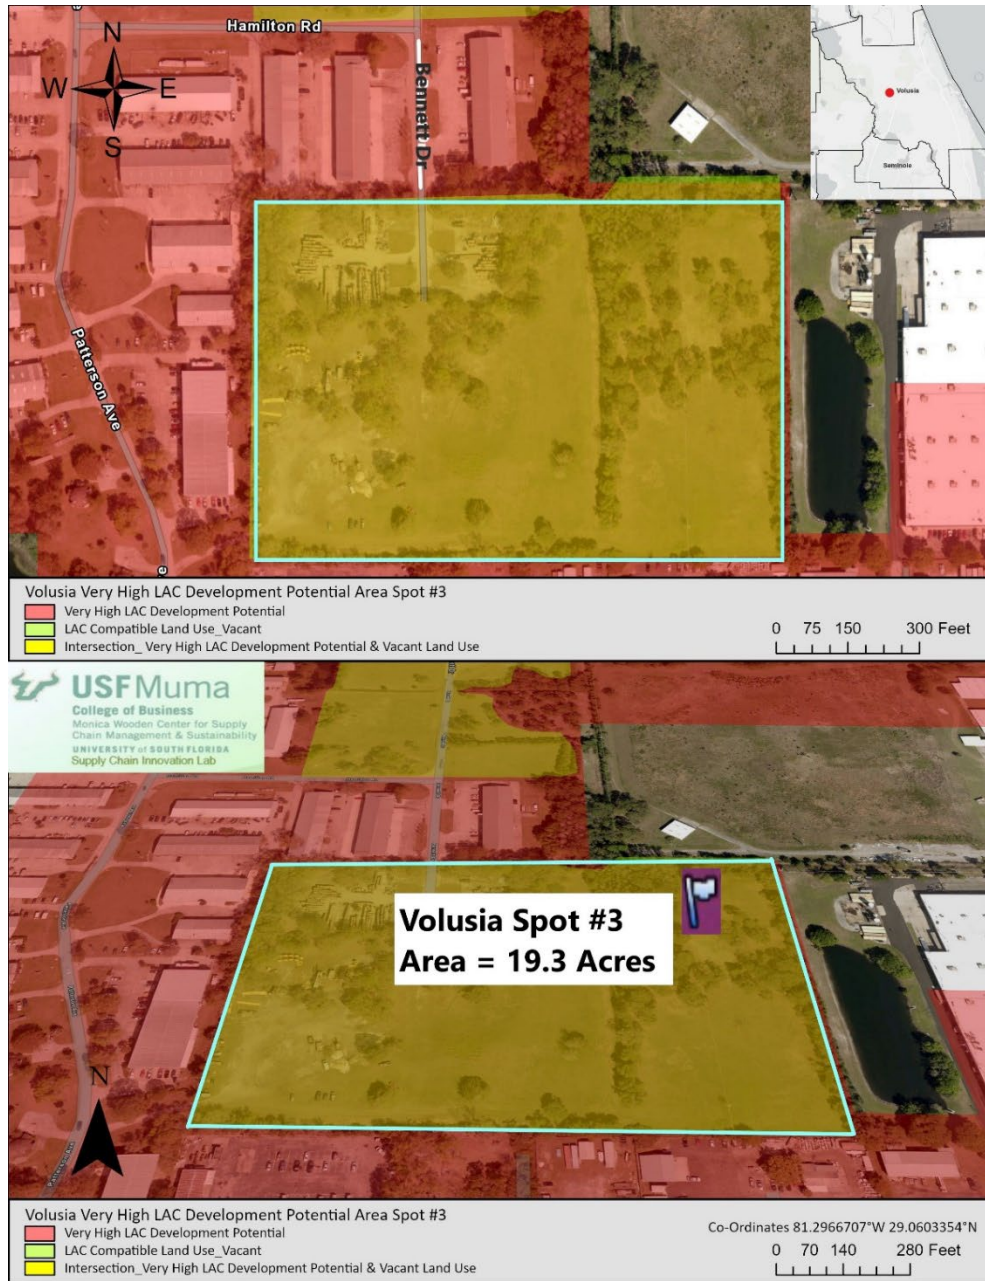 Hamilton Rd
Bennett Dr
N
W E
S
Volusia
Seminole
Patterson Ave
Volusia Very High LAC Development Potential Area Spot #3
Very High LAC Development Potential
LAC Compatible Land Use_Vacant
Intersection_ Very High LAC Development Potential & Vacant Land Use
0 75 150 300 Feet
USF Muma
College of Business
Monica Wooden Center for Supply
Chain Management & Sustainability
UNIVERSITY of SOUTH FLORIDA
Supply Chain Innovation Lab
Volusia Spot #3
Area = 19.3 Acres
N
Patterson Ave
Volusia Very High LAC Development Potential Area Spot #3
Very High LAC Development Potential
LAC Compatible Land Use_Vacant
Intersection_Very High LAC Development Potential & Vacant Land Use
Co-Ordinates 81.2966707°W 29.0603354°N
0 70 140 280 Feet